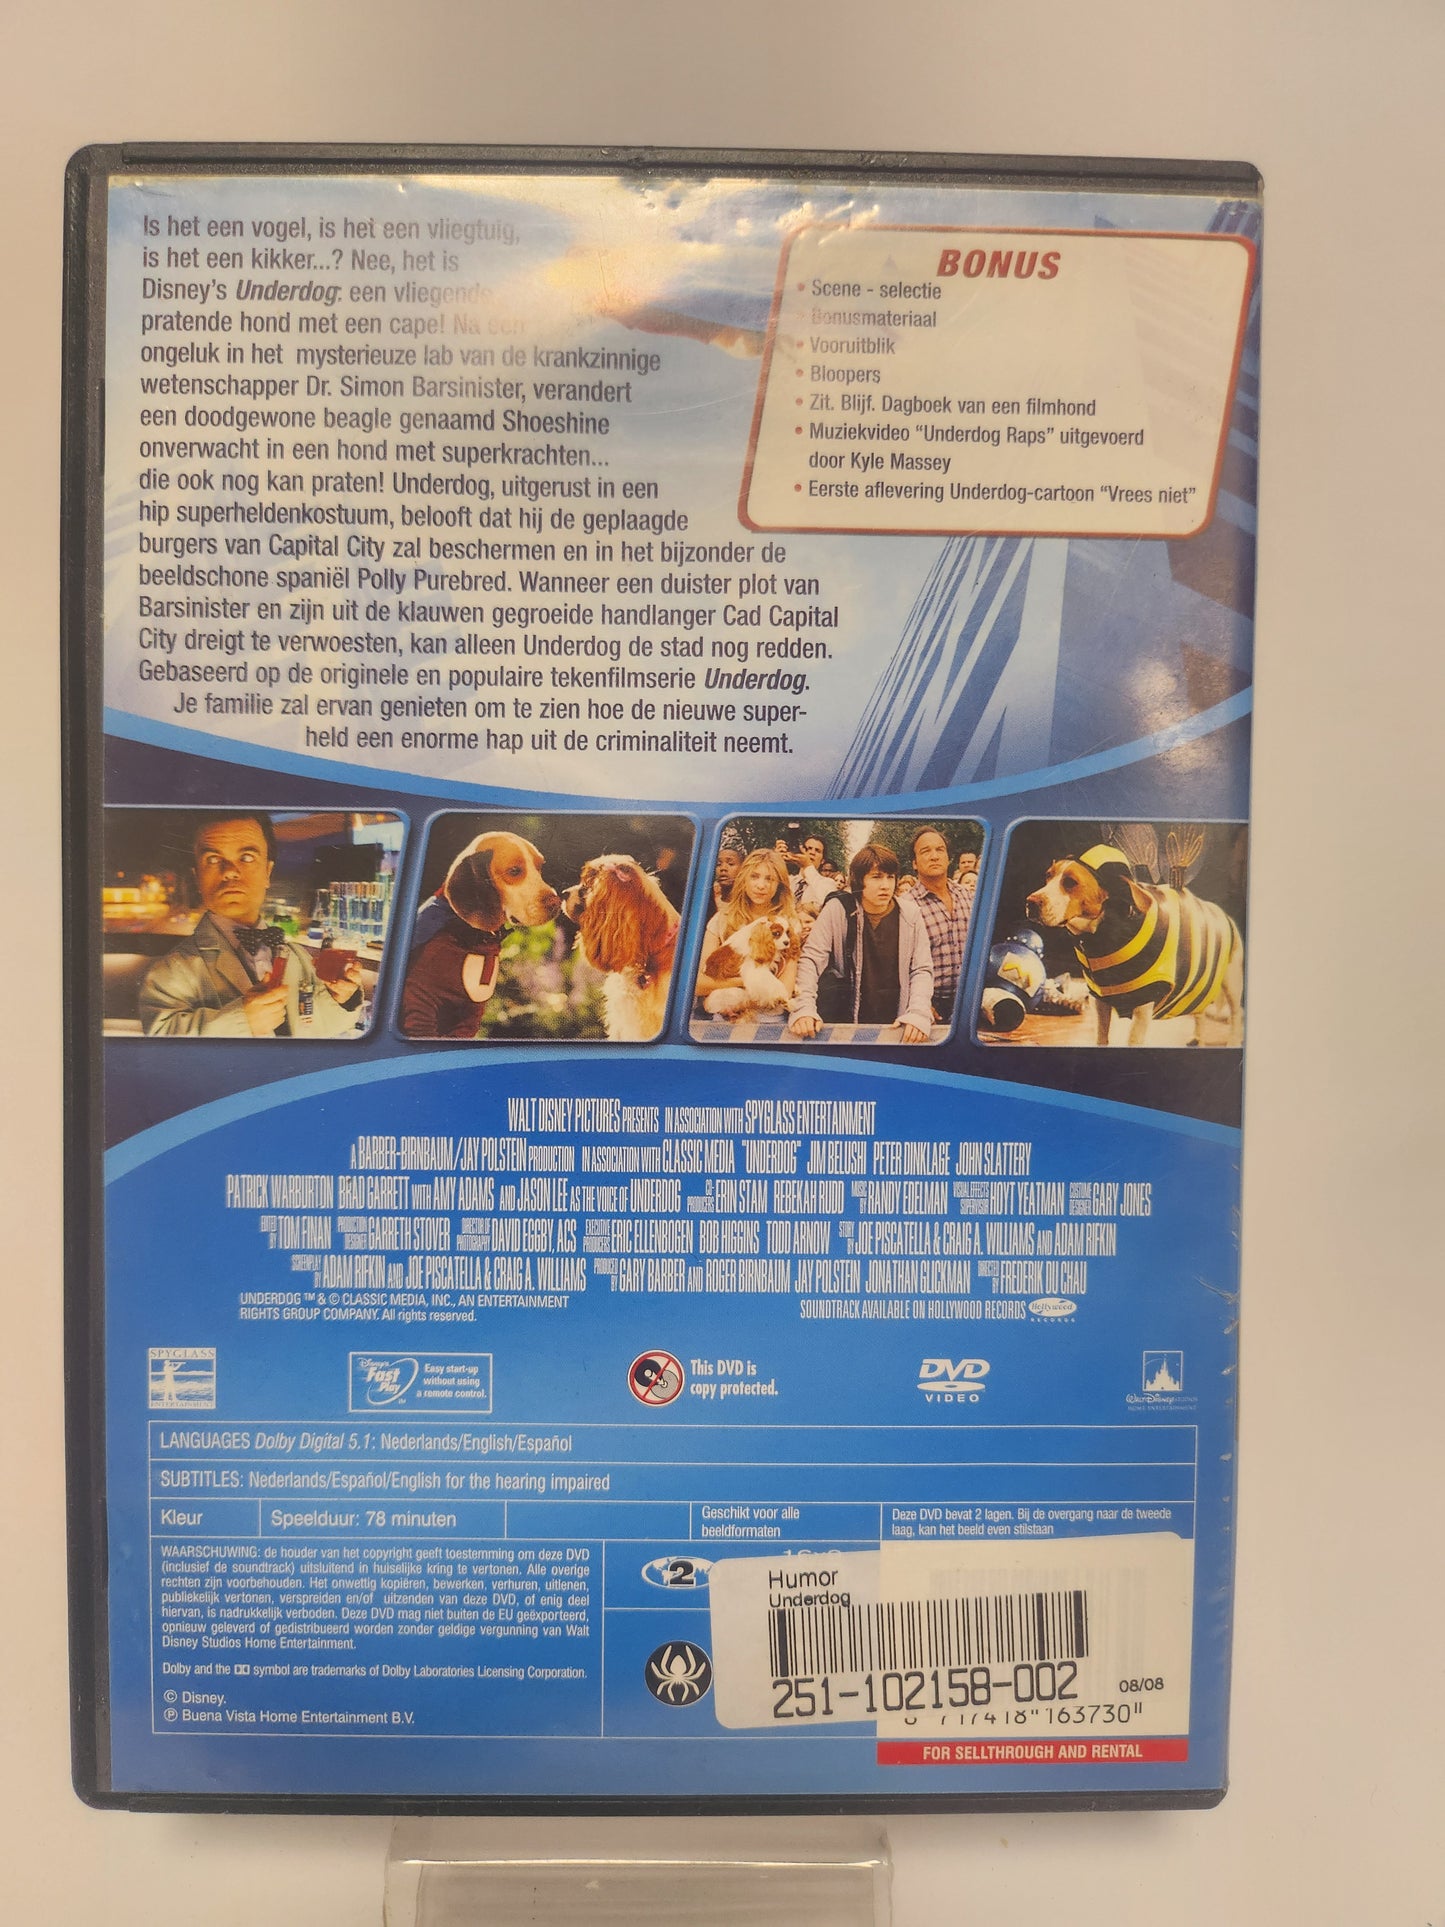 Is het een vogel, is het een vliegtuig,
is het een kikker...? Nee, het is
Disney's Underdog: een vliegende
pratende hond met een cape! Na een
ongeluk in het mysterieuze lab van de krankzinnige
wetenschapper Dr. Simon Barsinister, verandert
een doodgewone beagle genaamd Shoeshine
onverwacht in een hond met superkrachten...
die ook nog kan praten! Underdog, uitgerust in een
hip superheldenkostuum, belooft dat hij de geplaagde
burgers van Capital City zal beschermen en in het bijzonder de
beeldschone spaniël Polly Purebred. Wanneer een duister plot van
Barsinister en zijn uit de klauwen gegroeide handlanger Cad Capital
City dreigt te verwoesten, kan alleen Underdog de stad nog redden.
Gebaseerd op de originele en populaire tekenfilmserie Underdog.
Je familie zal ervan genieten om te zien hoe de nieuwe super-
held een enorme hap uit de criminaliteit neemt.
BONUS
• Scene - selectie
• Bonusmateriaal
• Vooruitblik
• Bloopers
• Zit. Blijf. Dagboek van een filmhond
• Muziekvideo “Underdog Raps” uitgevoerd
door Kyle Massey
• Eerste aflevering Underdog-cartoon “Vrees niet”
U
WALT DISNEY PICTURES PRESENTS IN ASSOCIATION WITH SPYGLASS ENTERTAINMENT
A BARBER-BIRNBAUM/JAY POLSTEIN PRODUCTION IN ASSOCIATION WITH CLASSIC MEDIA "UNDERDOG" JIM BELUSHI PETER DINKLAGE JOHN SLATTERY
PATRICK WARBURTON BRAD GARRETT WITH AMY ADAMS AND JASON LEE AS THE VOICE OF UNDERDOG CO-PRODUCERS ERIN STAM REBEKAH RUDD MUSIC BY RANDY EDELMAN VISUAL EFFECTS SUPERVISOR HOYT YEATMAN COSTUME DESIGNER GARY JONES
EDITED BY TOM FINAN PRODUCTION DESIGNER GARRETH STOVER DIRECTOR OF PHOTOGRAPHY DAVID EGGBY, ACS EXECUTIVE PRODUCERS ERIC ELLENBOGEN BOB HIGGINS TODD ARNOW STORY BY JOE PISCATELLA & CRAIG A. WILLIAMS AND ADAM RIFKIN
SCREENPLAY BY ADAM RIFKIN AND JOE PISCATELLA & CRAIG A. WILLIAMS PRODUCED BY GARY BARBER AND ROGER BIRNBAUM JAY POLSTEIN JONATHAN GLICKMAN DIRECTED BY FREDERIK DU CHAU
UNDERDOG ™ & © CLASSIC MEDIA, INC., AN ENTERTAINMENT
RIGHTS GROUP COMPANY. All rights reserved.
SOUNDTRACK AVAILABLE ON HOLLYWOOD RECORDS Hollywood RECORDS
SPYGLASS
ENTERTAINMENT
Disney's Fast Play ™
Easy start-up
without using
a remote control.
This DVD is
copy protected.
DVD
VIDEO
WALT DISNEY STUDIOS
HOME ENTERTAINMENT
LANGUAGES Dolby Digital 5.1: Nederlands/English/Español
SUBTITLES: Nederlands/Español/English for the hearing impaired
Kleur
Speelduur: 78 minuten
Geschikt voor alle
beeldformaten
Deze DVD bevat 2 lagen. Bij de overgang naar de tweede
laag, kan het beeld even stilstaan
WAARSCHUWING: de houder van het copyright geeft toestemming om deze DVD
(inclusief de soundtrack) uitsluitend in huiselijke kring te vertonen. Alle overige
rechten zijn voorbehouden. Het onwettig kopiëren, bewerken, verhuren, uitlenen,
publiekelijk vertonen, verspreiden en/of uitzenden van deze DVD, of enig deel
hiervan, is nadrukkelijk verboden. Deze DVD mag niet buiten de EU geëxporteerd,
opnieuw geleverd of gedistribueerd worden zonder geldige vergunning van Walt
Disney Studios Home Entertainment.
Dolby and the DD symbol are trademarks of Dolby Laboratories Licensing Corporation.
© Disney.
℗ Buena Vista Home Entertainment B.V.
2
Humor
Underdog
251-102158-002
08/08
8 717418 163730
FOR SELLTHROUGH AND RENTAL